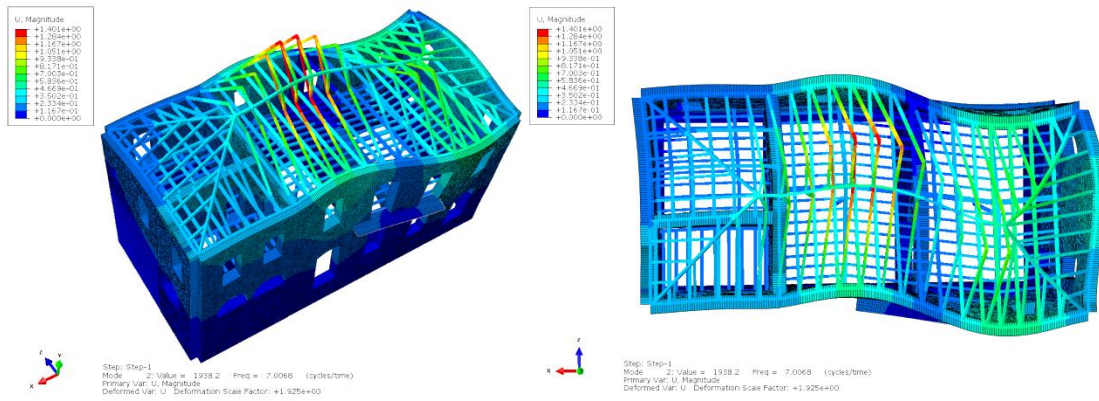 U, Magnitude
+1.401e+00
+1.284e+00
+1.167e+00
+1.051e+00
+9.338e-01
+8.171e-01
+7.003e-01
+5.836e-01
+4.669e-01
+3.502e-01
+2.334e-01
+1.167e-01
+0.000e+00
Z
Y
X
Step: Step-1
Mode 2: Value = 1938.2 Freq = 7.0068 (cycles/time)
Primary Var: U, Magnitude
Deformed Var: U Deformation Scale Factor: +1.925e+00
U, Magnitude
+1.401e+00
+1.284e+00
+1.167e+00
+1.051e+00
+9.338e-01
+8.171e-01
+7.003e-01
+5.836e-01
+4.669e-01
+3.502e-01
+2.334e-01
+1.167e-01
+0.000e+00
Z
X
Step: Step-1
Mode 2: Value = 1938.2 Freq = 7.0068 (cycles/time)
Primary Var: U, Magnitude
Deformed Var: U Deformation Scale Factor: +1.925e+00